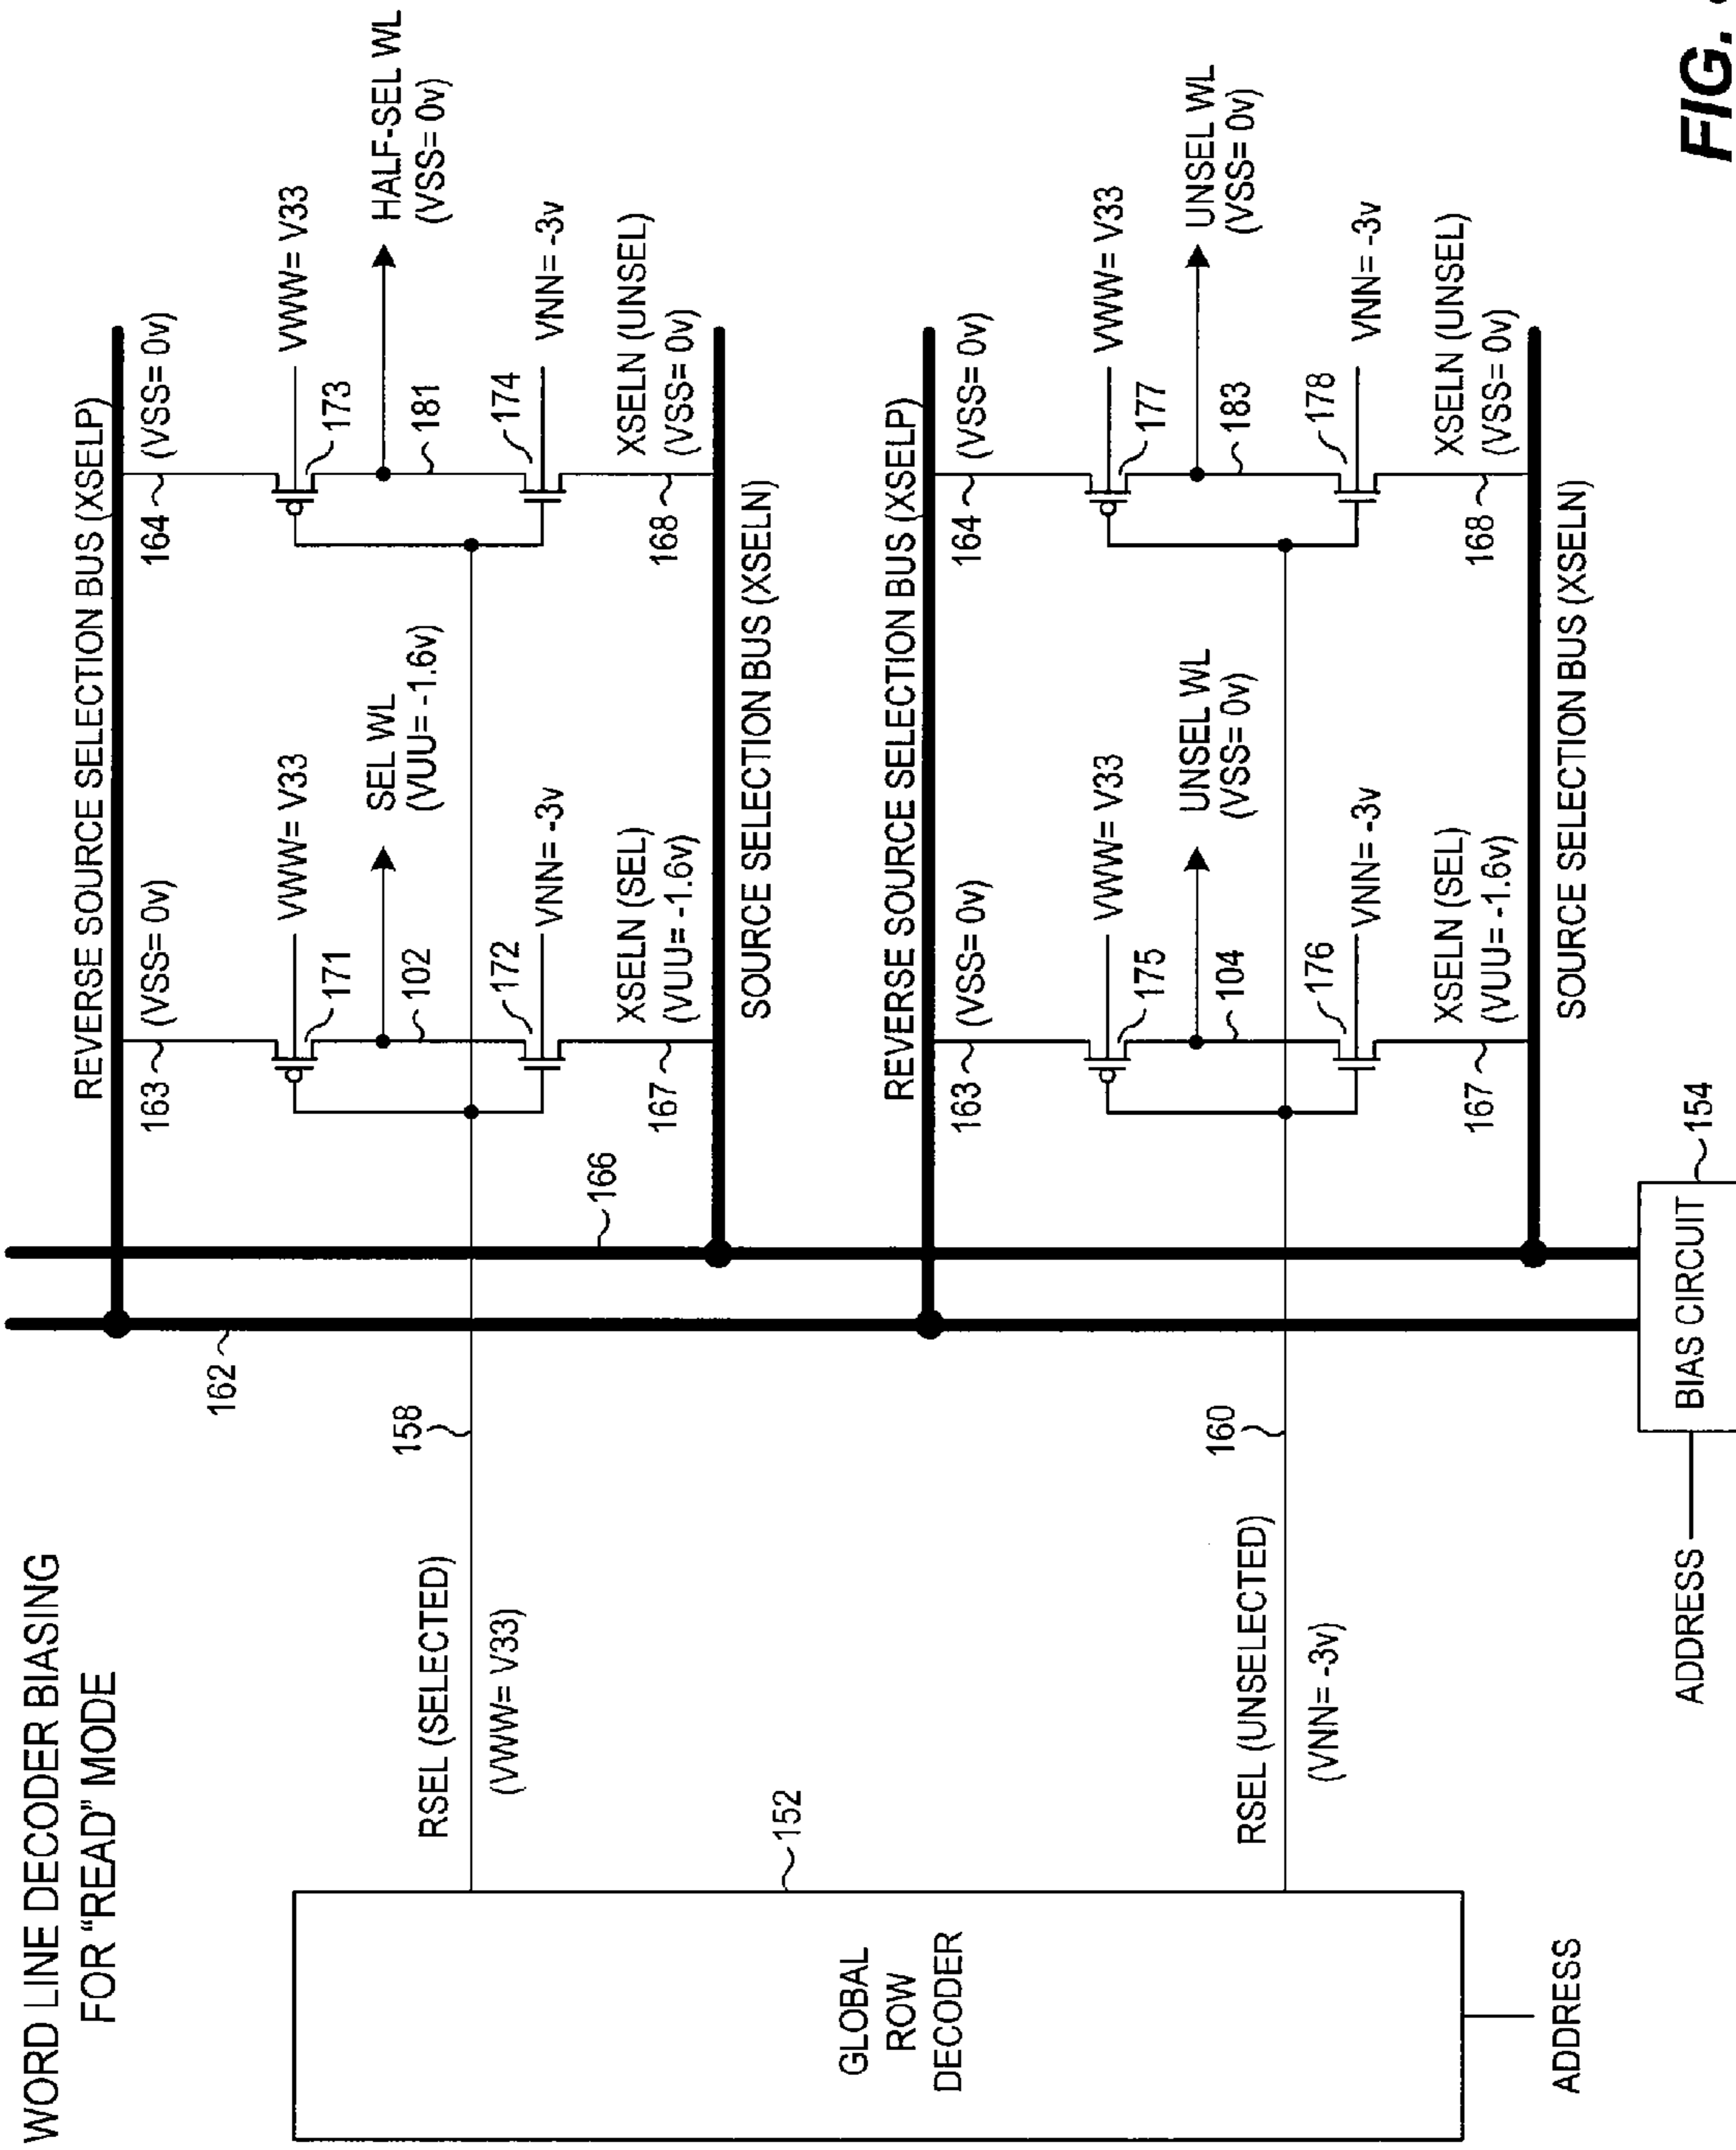 WORD LINE DECODER BIASING
FOR "READ" MODE
GLOBAL
ROW
DECODER
152
ADDRESS
RSEL (SELECTED)
(VWW= V33)
158
RSEL (UNSELECTED)
(VNN= -3v)
160
162
166
ADDRESS
BIAS CIRCUIT
154
REVERSE SOURCE SELECTION BUS (XSELP)
163
(VSS= 0v)
VWW= V33
171
SEL WL
(VUU= -1.6v)
102
172
VNN= -3v
XSELN (SEL)
(VUU= -1.6v)
167
164
(VSS= 0v)
VWW= V33
173
HALF-SEL WL
(VSS= 0v)
181
174
VNN= -3v
XSELN (UNSEL)
(VSS= 0v)
168
SOURCE SELECTION BUS (XSELN)
REVERSE SOURCE SELECTION BUS (XSELP)
163
(VSS= 0v)
VWW= V33
175
UNSEL WL
(VSS= 0v)
104
176
VNN= -3v
XSELN (SEL)
(VUU= -1.6v)
167
164
(VSS= 0v)
VWW= V33
177
UNSEL WL
(VSS= 0v)
183
178
VNN= -3v
XSELN (UNSEL)
(VSS= 0v)
168
SOURCE SELECTION BUS (XSELN)
FIG.